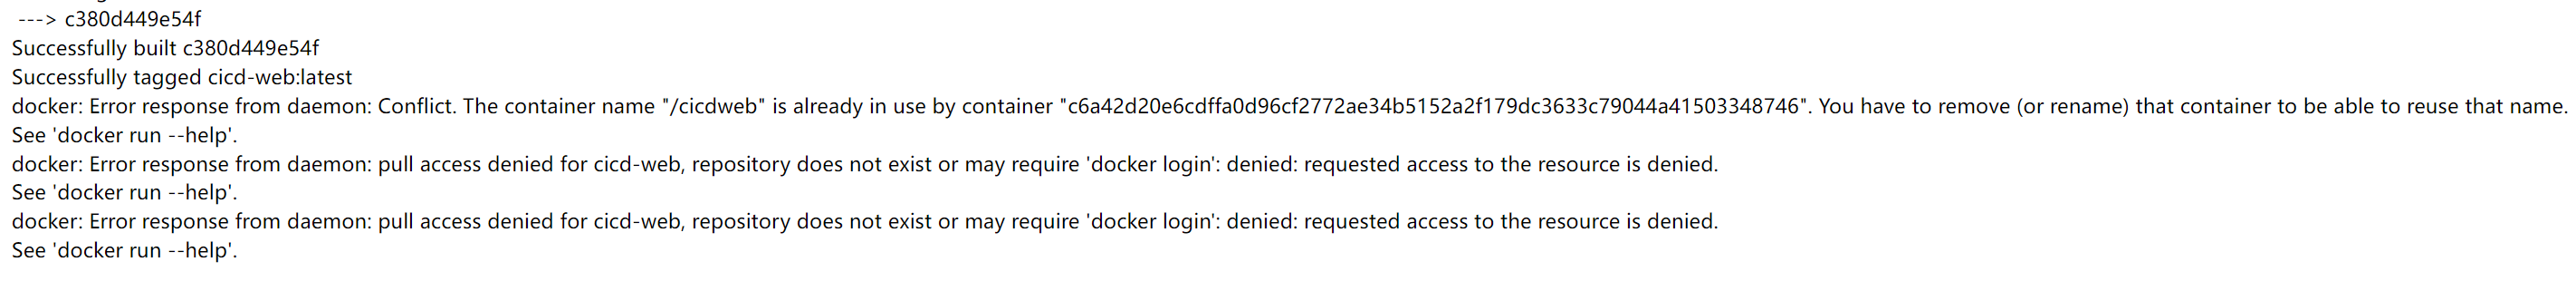 ---> c380d449e54f
Successfully built c380d449e54f
Successfully tagged cicd-web:latest
docker: Error response from daemon: Conflict. The container name "/cicdweb" is already in use by container "c6a42d20e6cdffa0d96cf2772ae34b5152a2f179dc3633c79044a41503348746". You have to remove (or rename) that container to be able to reuse that name.
See 'docker run --help'.
docker: Error response from daemon: pull access denied for cicd-web, repository does not exist or may require 'docker login': denied: requested access to the resource is denied.
See 'docker run --help'.
docker: Error response from daemon: pull access denied for cicd-web, repository does not exist or may require 'docker login': denied: requested access to the resource is denied.
See 'docker run --help'.